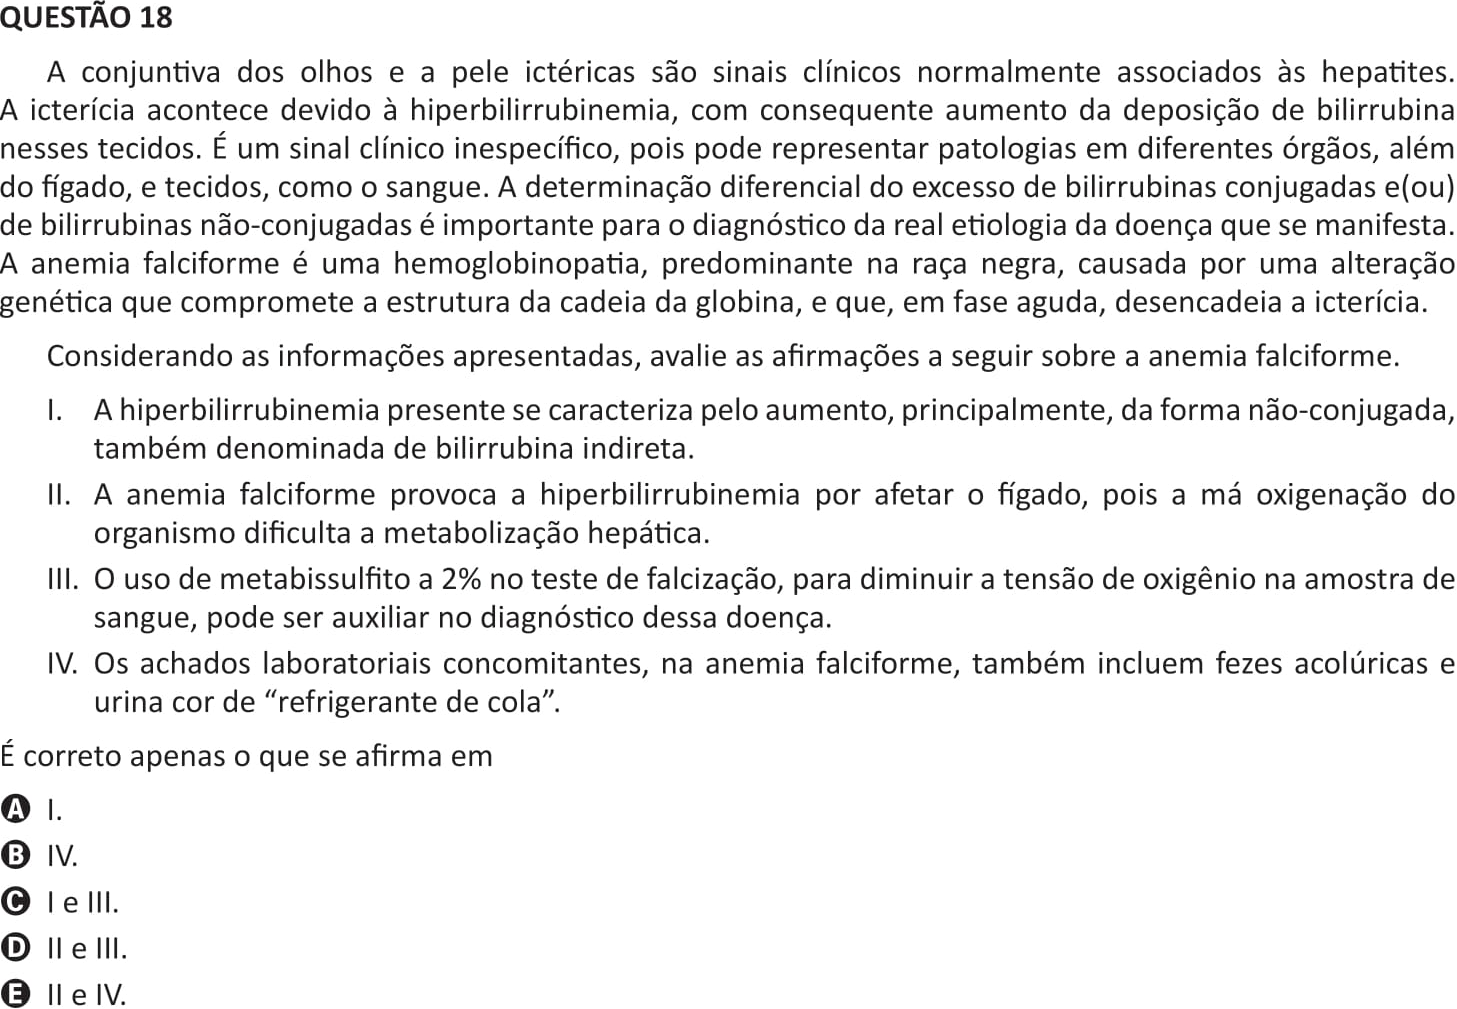 QUESTÃO 18
A conjuntiva dos olhos e a pele ictéricas são sinais clínicos normalmente associados às hepatites.
A icterícia acontece devido à hiperbilirrubinemia, com consequente aumento da deposição de bilirrubina
nesses tecidos. É um sinal clínico inespecífico, pois pode representar patologias em diferentes órgãos, além
do fígado, e tecidos, como o sangue. A determinação diferencial do excesso de bilirrubinas conjugadas e(ou)
de bilirrubinas não-conjugadas é importante para o diagnóstico da real etiologia da doença que se manifesta.
A anemia falciforme é uma hemoglobinopatia, predominante na raça negra, causada por uma alteração
genética que compromete a estrutura da cadeia da globina, e que, em fase aguda, desencadeia a icterícia.
Considerando as informações apresentadas, avalie as afirmações a seguir sobre a anemia falciforme.
I. A hiperbilirrubinemia presente se caracteriza pelo aumento, principalmente, da forma não-conjugada,
também denominada de bilirrubina indireta.
II. A anemia falciforme provoca a hiperbilirrubinemia por afetar o fígado, pois a má oxigenação do
organismo dificulta a metabolização hepática.
III. O uso de metabissulfito a 2% no teste de falcização, para diminuir a tensão de oxigênio na amostra de
sangue, pode ser auxiliar no diagnóstico dessa doença.
IV. Os achados laboratoriais concomitantes, na anemia falciforme, também incluem fezes acolúricas e
urina cor de “refrigerante de cola”.
É correto apenas o que se afirma em
A I.
B IV.
C I e III.
D II e III.
E II e IV.